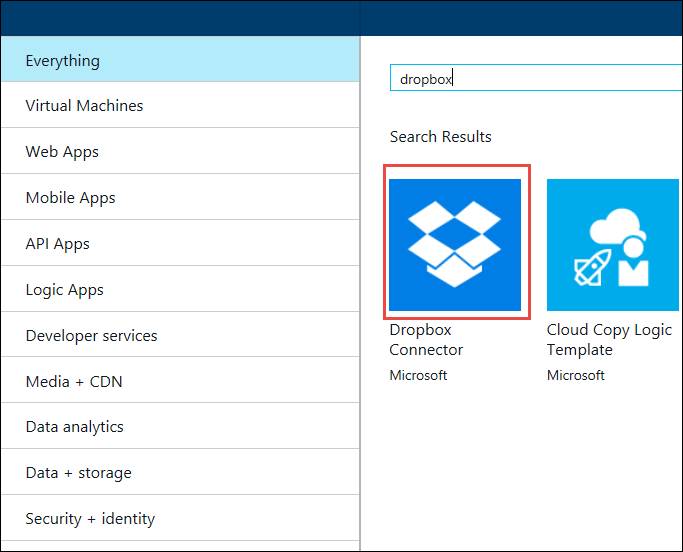 Everything
Virtual Machines
Web Apps
Mobile Apps
API Apps
Logic Apps
Developer services
Media + CDN
Data analytics
Data + storage
Security + identity
dropbox
Search Results
Dropbox
Connector
Microsoft
Cloud Copy Logic
Template
Microsoft